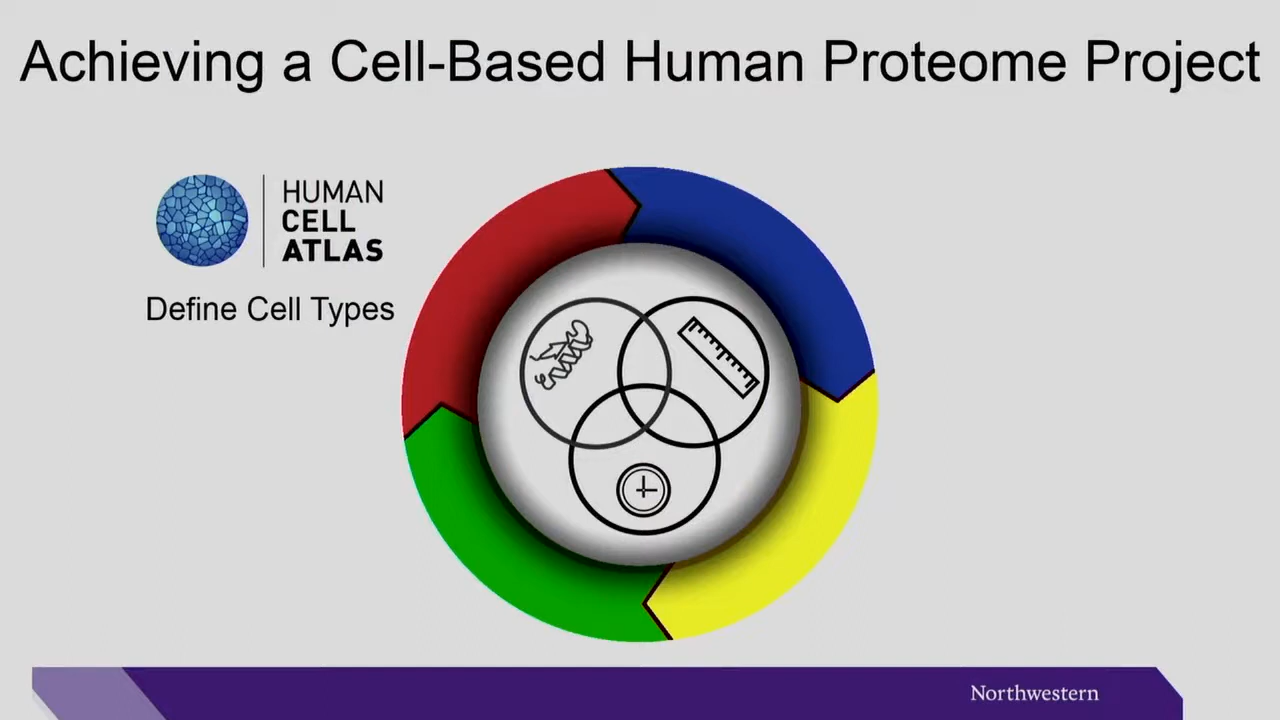 Achieving a Cell-Based Human Proteome Project
HUMAN
CELL
ATLAS
Define Cell Types
Northwestern